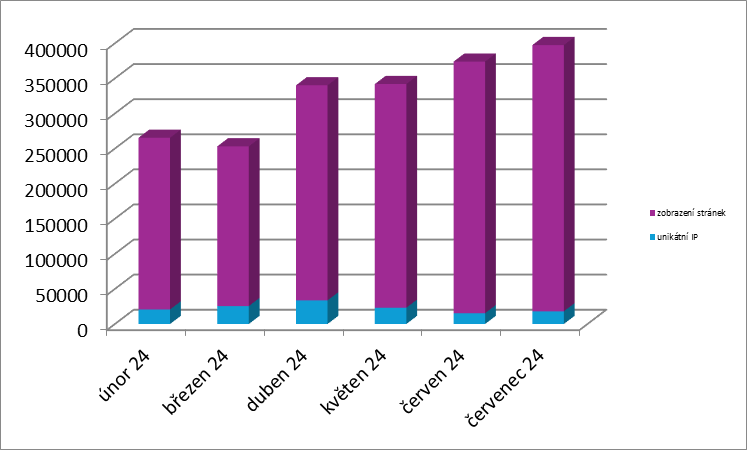 400000
350000
300000
250000
200000
150000
100000
50000
0
únor 24
březen 24
duben 24
květen 24
červen 24
červenec 24
zobrazení stránek
unikátní IP